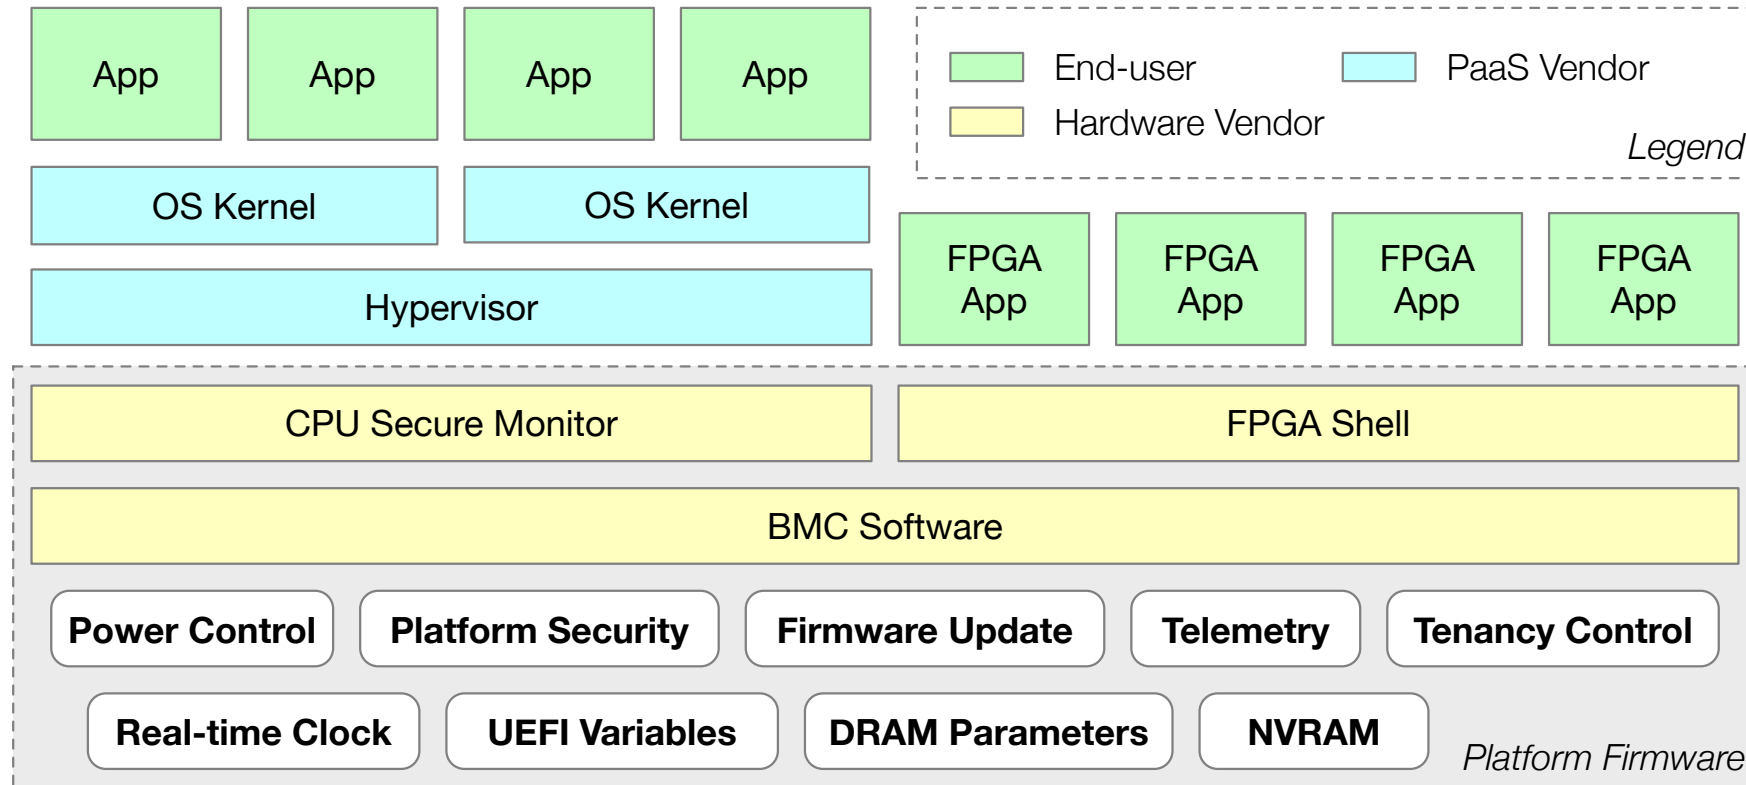 App
App
App
App
End-user
PaaS Vendor
Hardware Vendor
Legend
OS Kernel
OS Kernel
Hypervisor
FPGA
App
FPGA
App
FPGA
App
FPGA
App
CPU Secure Monitor
FPGA Shell
BMC Software
Power Control
Platform Security
Firmware Update
Telemetry
Tenancy Control
Real-time Clock
UEFI Variables
DRAM Parameters
NVRAM
Platform Firmware